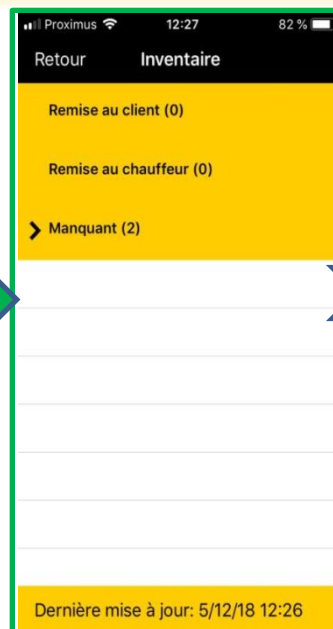 Proximus 12:27 82 %
Retour Inventaire
Remise au client (0)
Remise au chauffeur (0)
Manquant (2)
Dernière mise à jour: 5/12/18 12:26